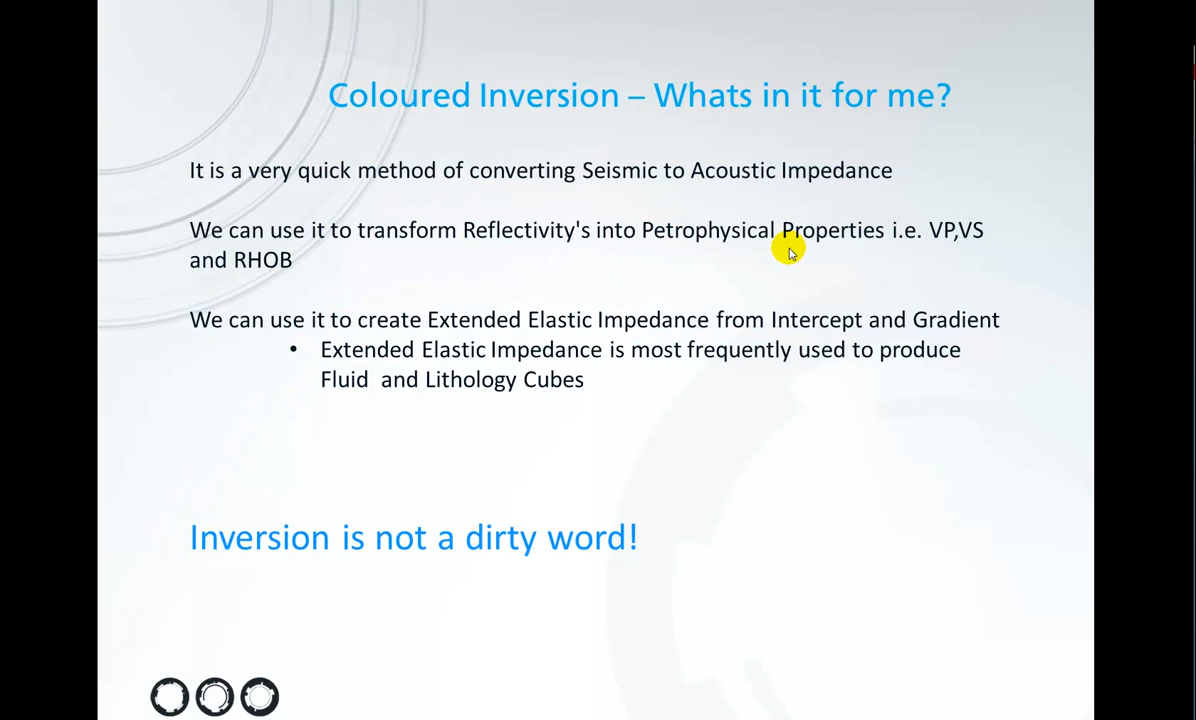 Coloured Inversion – Whats in it for me?
It is a very quick method of converting Seismic to Acoustic Impedance
We can use it to transform Reflectivity's into Petrophysical Properties i.e. VP,VS
and RHOB
We can use it to create Extended Elastic Impedance from Intercept and Gradient
• Extended Elastic Impedance is most frequently used to produce
Fluid and Lithology Cubes
Inversion is not a dirty word!